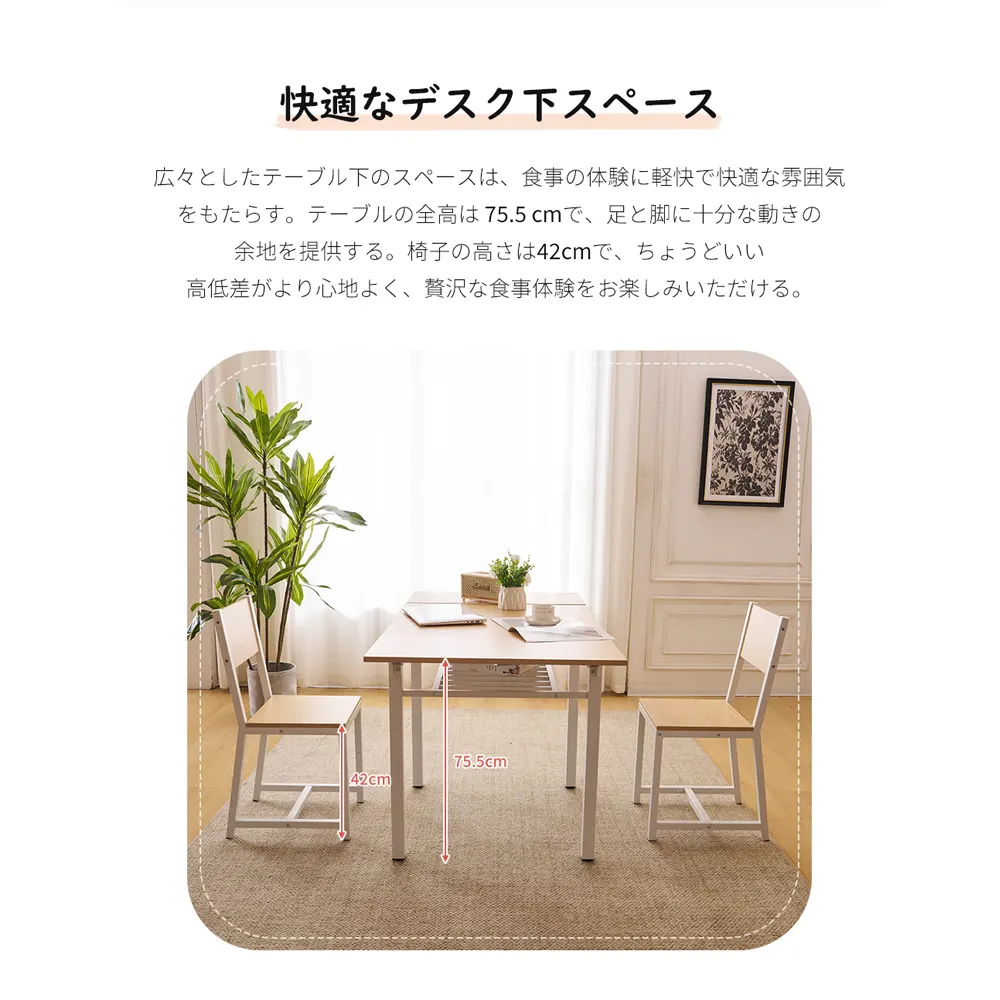 快適なデスク下スペース
広々としたテーブル下のスペースは、食事の体験に軽快で快適な雰囲気
をもたらす。テーブルの全高は 75.5 cmで、足と脚に十分な動きの
余地を提供する。椅子の高さは42cmで、ちょうどいい
高低差がより心地よく、贅沢な食事体験をお楽しみいただける。
75.5cm
42cm